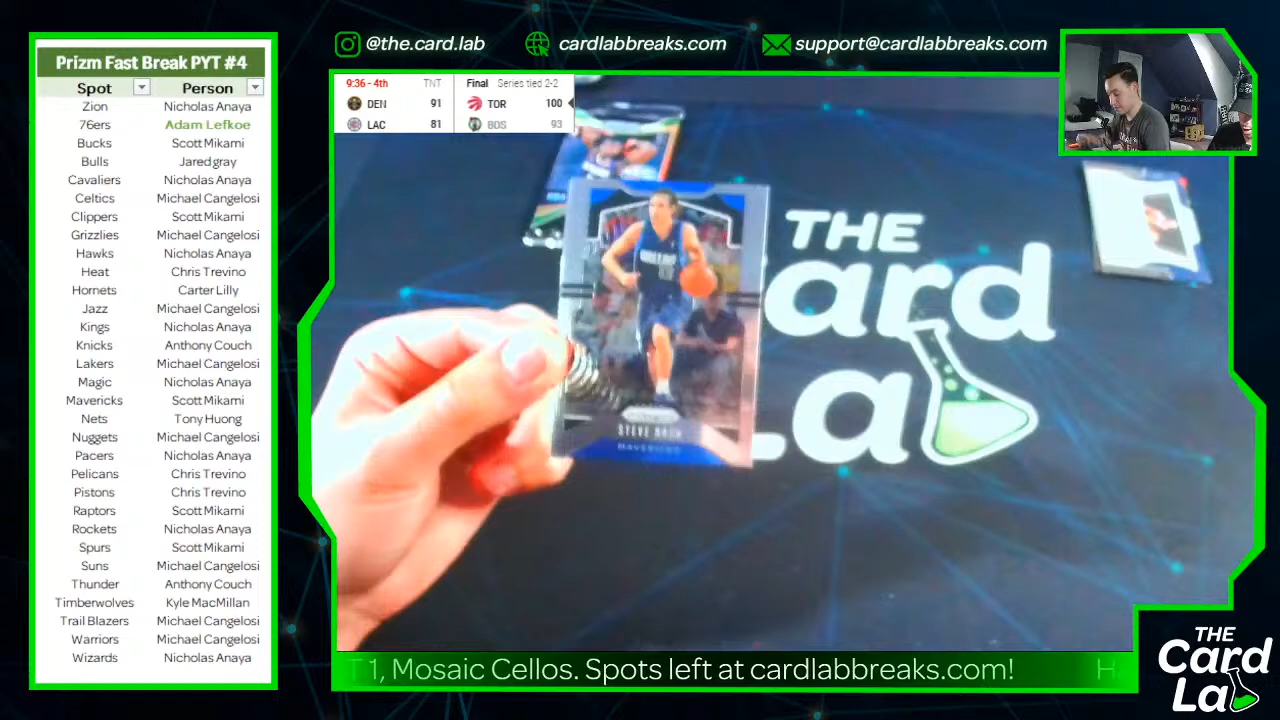 @the.card.lab
cardlabbreaks.com
support@cardlabbreaks.com
Prizm Fast Break PYT #4
Spot Person
Zion Nicholas Anaya
76ers Adam Lefkoe
Bucks Scott Mikami
Bulls Jared gray
Cavaliers Nicholas Anaya
Celtics Michael Cangelosi
Clippers Scott Mikami
Grizzlies Michael Cangelosi
Hawks Nicholas Anaya
Heat Chris Trevino
Hornets Carter Lilly
Jazz Michael Cangelosi
Kings Nicholas Anaya
Knicks Anthony Couch
Lakers Michael Cangelosi
Magic Nicholas Anaya
Mavericks Scott Mikami
Nets Tony Huong
Nuggets Michael Cangelosi
Pacers Nicholas Anaya
Pelicans Chris Trevino
Pistons Chris Trevino
Raptors Scott Mikami
Rockets Nicholas Anaya
Spurs Scott Mikami
Suns Michael Cangelosi
Thunder Anthony Couch
Timberwolves Kyle MacMillan
Trail Blazers Michael Cangelosi
Warriors Michael Cangelosi
Wizards Nicholas Anaya
9:36 - 4th TNT
DEN 91
LAC 81
Final Series tied 2-2
TOR 100
BOS 93
THE
Card
La
STEVE NASH
MAVERICKS
T 1, Mosaic Cellos. Spots left at cardlabbreaks.com! H
THE
Card
La